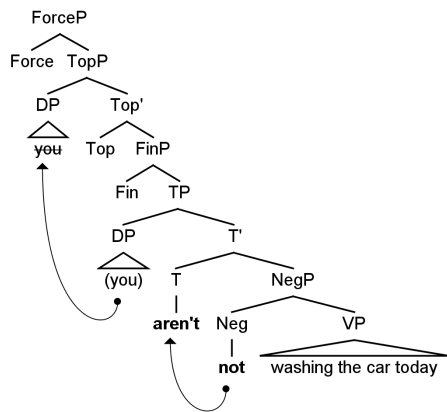 ForceP
Force TopP
DP Top'
you Top FinP
Fin TP
DP T'
(you) T NegP
aren't Neg VP
not washing the car today